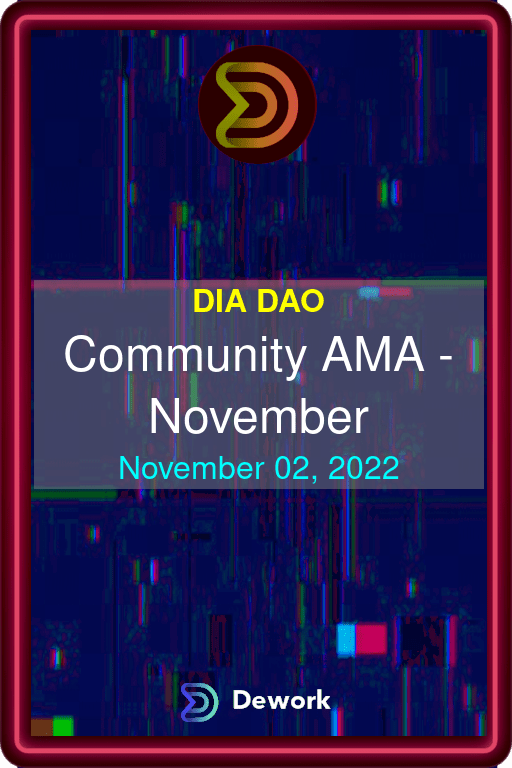 DIA DAO
Community AMA -
November
November 02, 2022
Dework